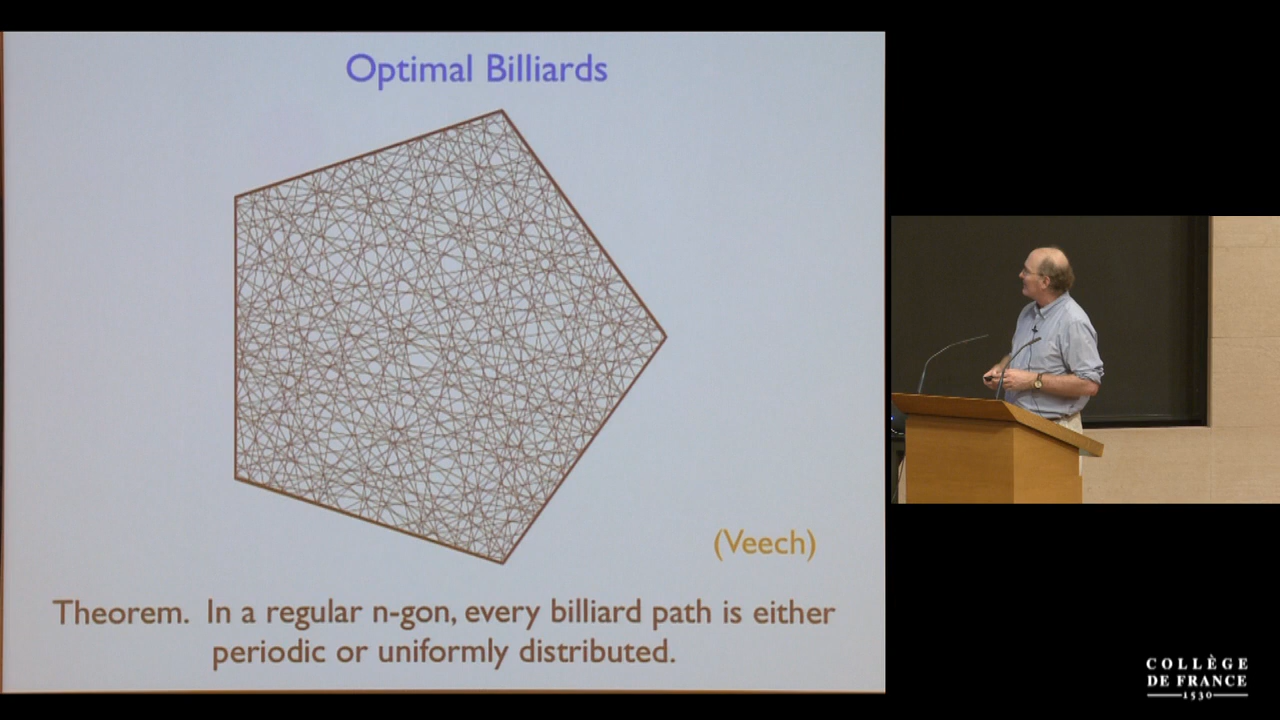 Optimal Billiards
(Veech)
Theorem. In a regular n-gon, every billiard path is either
periodic or uniformly distributed.
COLLÈGE
DE FRANCE
1530